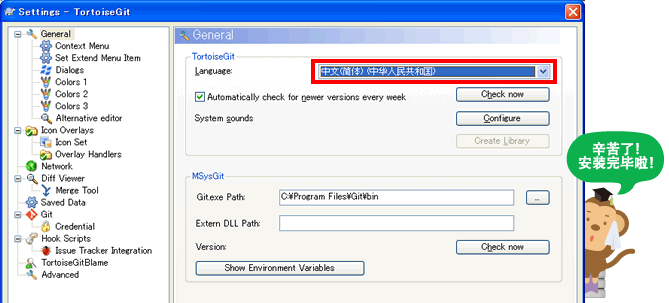 Settings - TortoiseGit
General
Context Menu
Set Extend Menu Item
Dialogs
Colors 1
Colors 2
Colors 3
Alternative editor
Icon Overlays
Icon Set
Overlay Handlers
Network
Diff Viewer
Merge Tool
Saved Data
Git
Credential
Hook Scripts
Issue Tracker Integration
TortoiseGitBlame
Advanced
General
TortoiseGit
Language: 中文(简体) (中华人民共和国)
Automatically check for newer versions every week Check now
System sounds Configure
Create Library
MSysGit
Git.exe Path: C:¥Program Files¥Git¥bin ..
Extern DLL Path:
Version: Check now
Show Environment Variables
辛苦了!
安装完毕啦!